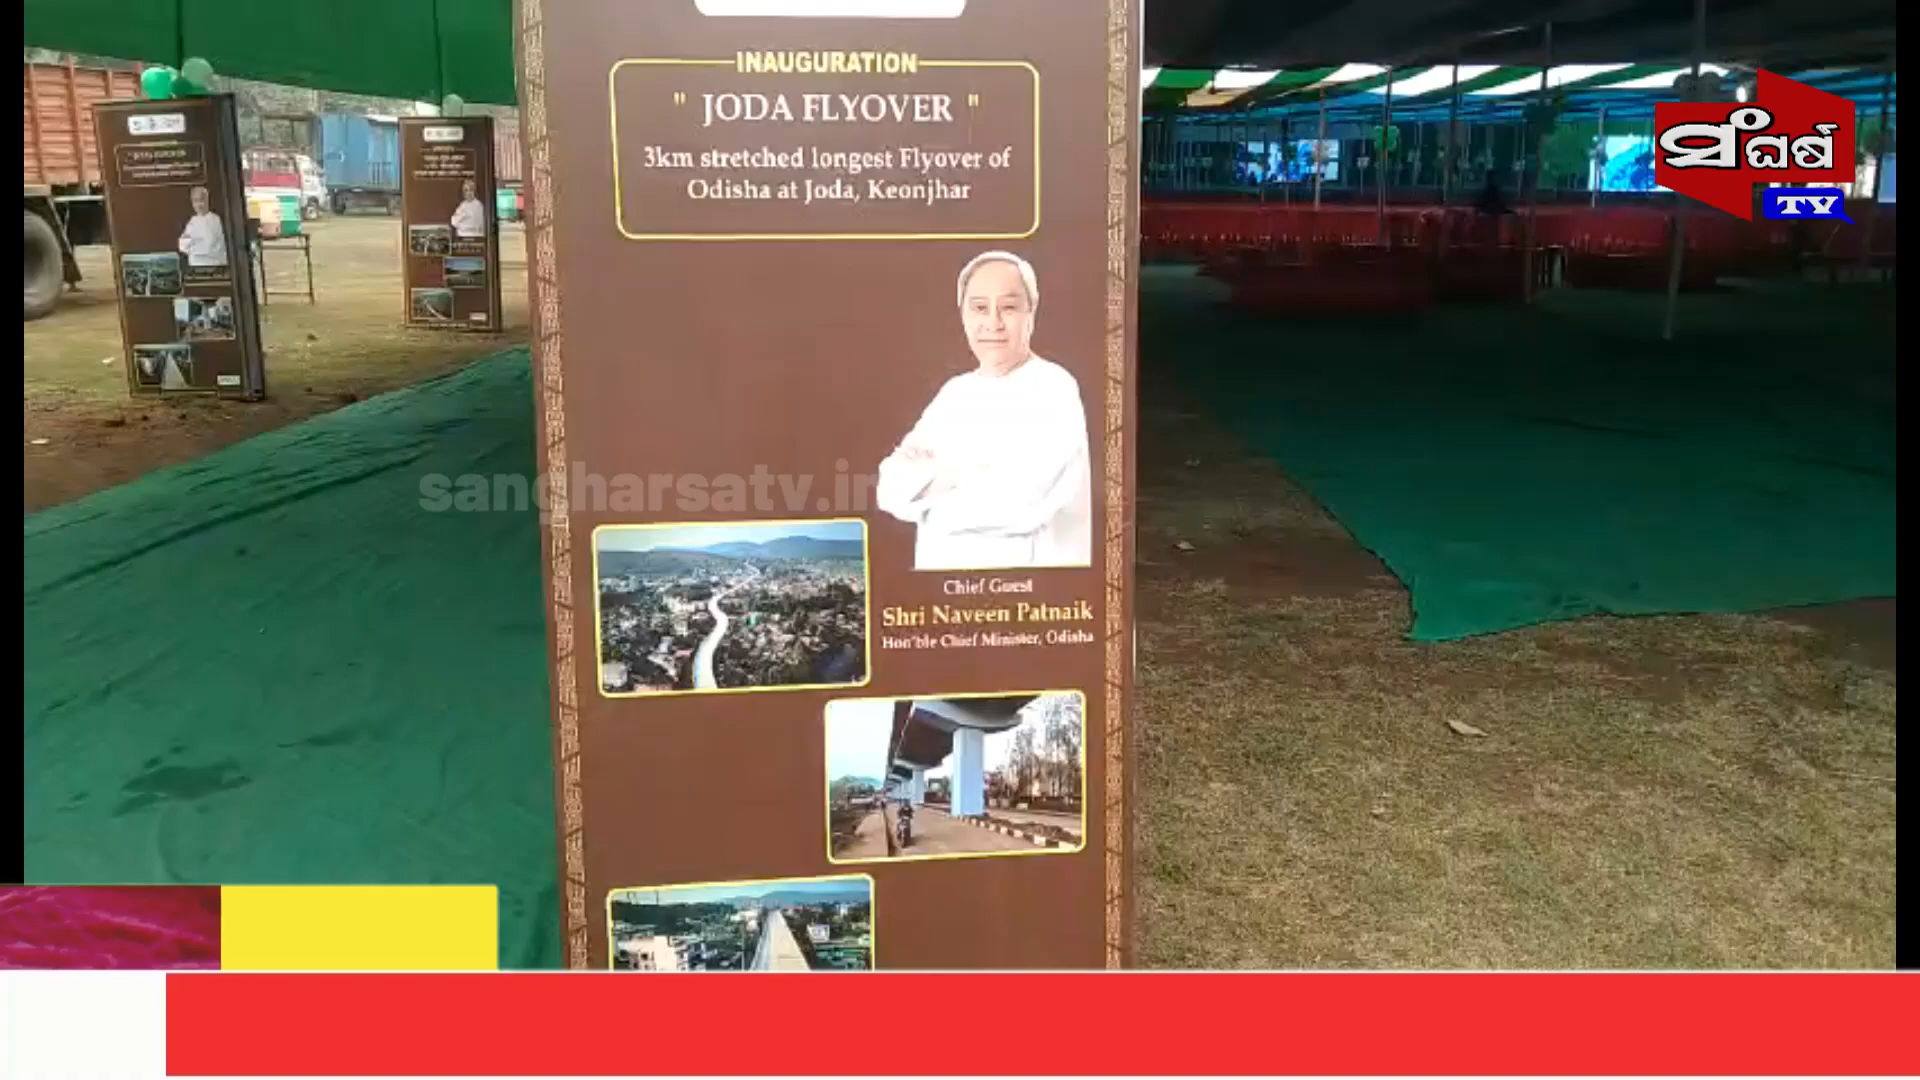 INAUGURATION
" JODA FLYOVER "
3km stretched longest Flyover of
Odisha at Joda, Keonjhar
Chief Guest
Shri Naveen Patnaik
Hon'ble Chief Minister, Odisha
sangharsatv.in
ସଂଘର୍ଷ
TV